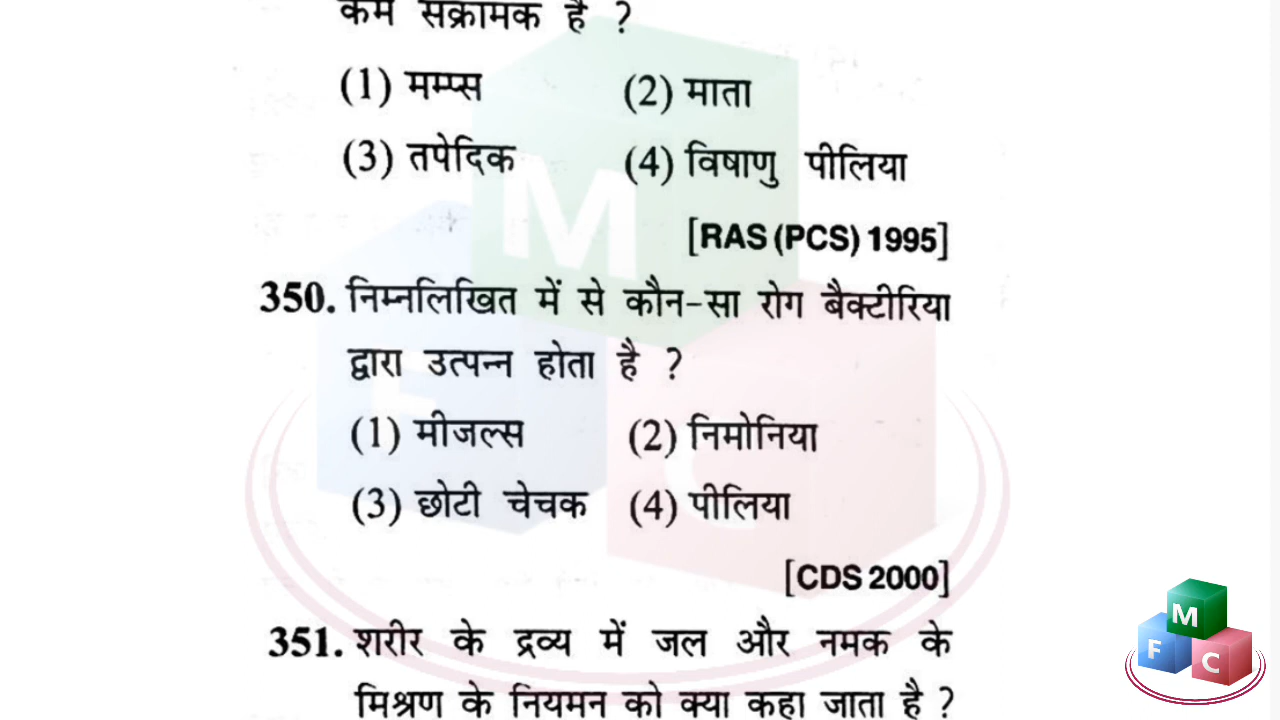 कम संक्रामक है ?
(1) मम्प्स (2) माता
(3) तपेदिक (4) विषाणु पीलिया
[RAS (PCS) 1995]
350. निम्नलिखित में से कौन-सा रोग बैक्टीरिया
द्वारा उत्पन्न होता है ?
(1) मीजल्स (2) निमोनिया
(3) छोटी चेचक (4) पीलिया
[CDS 2000]
351. शरीर के द्रव्य में जल और नमक के
मिश्रण के नियमन को क्या कहा जाता है ?
M
F C
M
F C